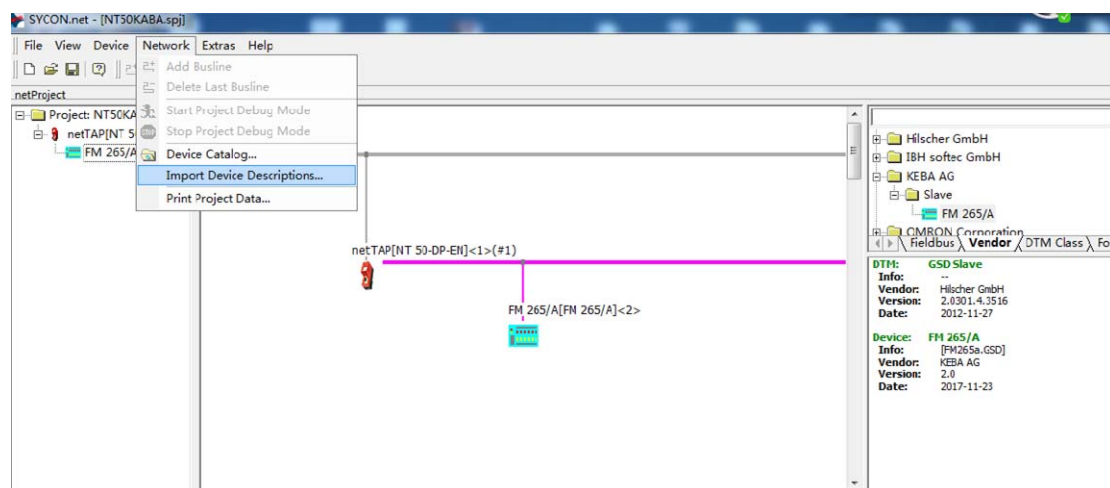 SYCON.net - [NT50KABA.spj]
File View Device Network Extras Help
Add Busline
Delete Last Busline
Start Project Debug Mode
Stop Project Debug Mode
Device Catalog...
Import Device Descriptions...
Print Project Data...
netProject
Project: NT50KA
netTAP[NT 5
FM 265/A
netTAP[NT 50-DP-EN]<1>(#1)
FM 265/A[FM 265/A]<2>
Hilscher GmbH
IBH softec GmbH
KEBA AG
Slave
FM 265/A
OMRON Corporation
Fieldbus Vendor DTM Class Fo
DTM: GSD Slave
Info: --
Vendor: Hilscher GmbH
Version: 2.0301.4.3516
Date: 2012-11-27
Device: FM 265/A
Info: [FM265a.GSD]
Vendor: KEBA AG
Version: 2.0
Date: 2017-11-23